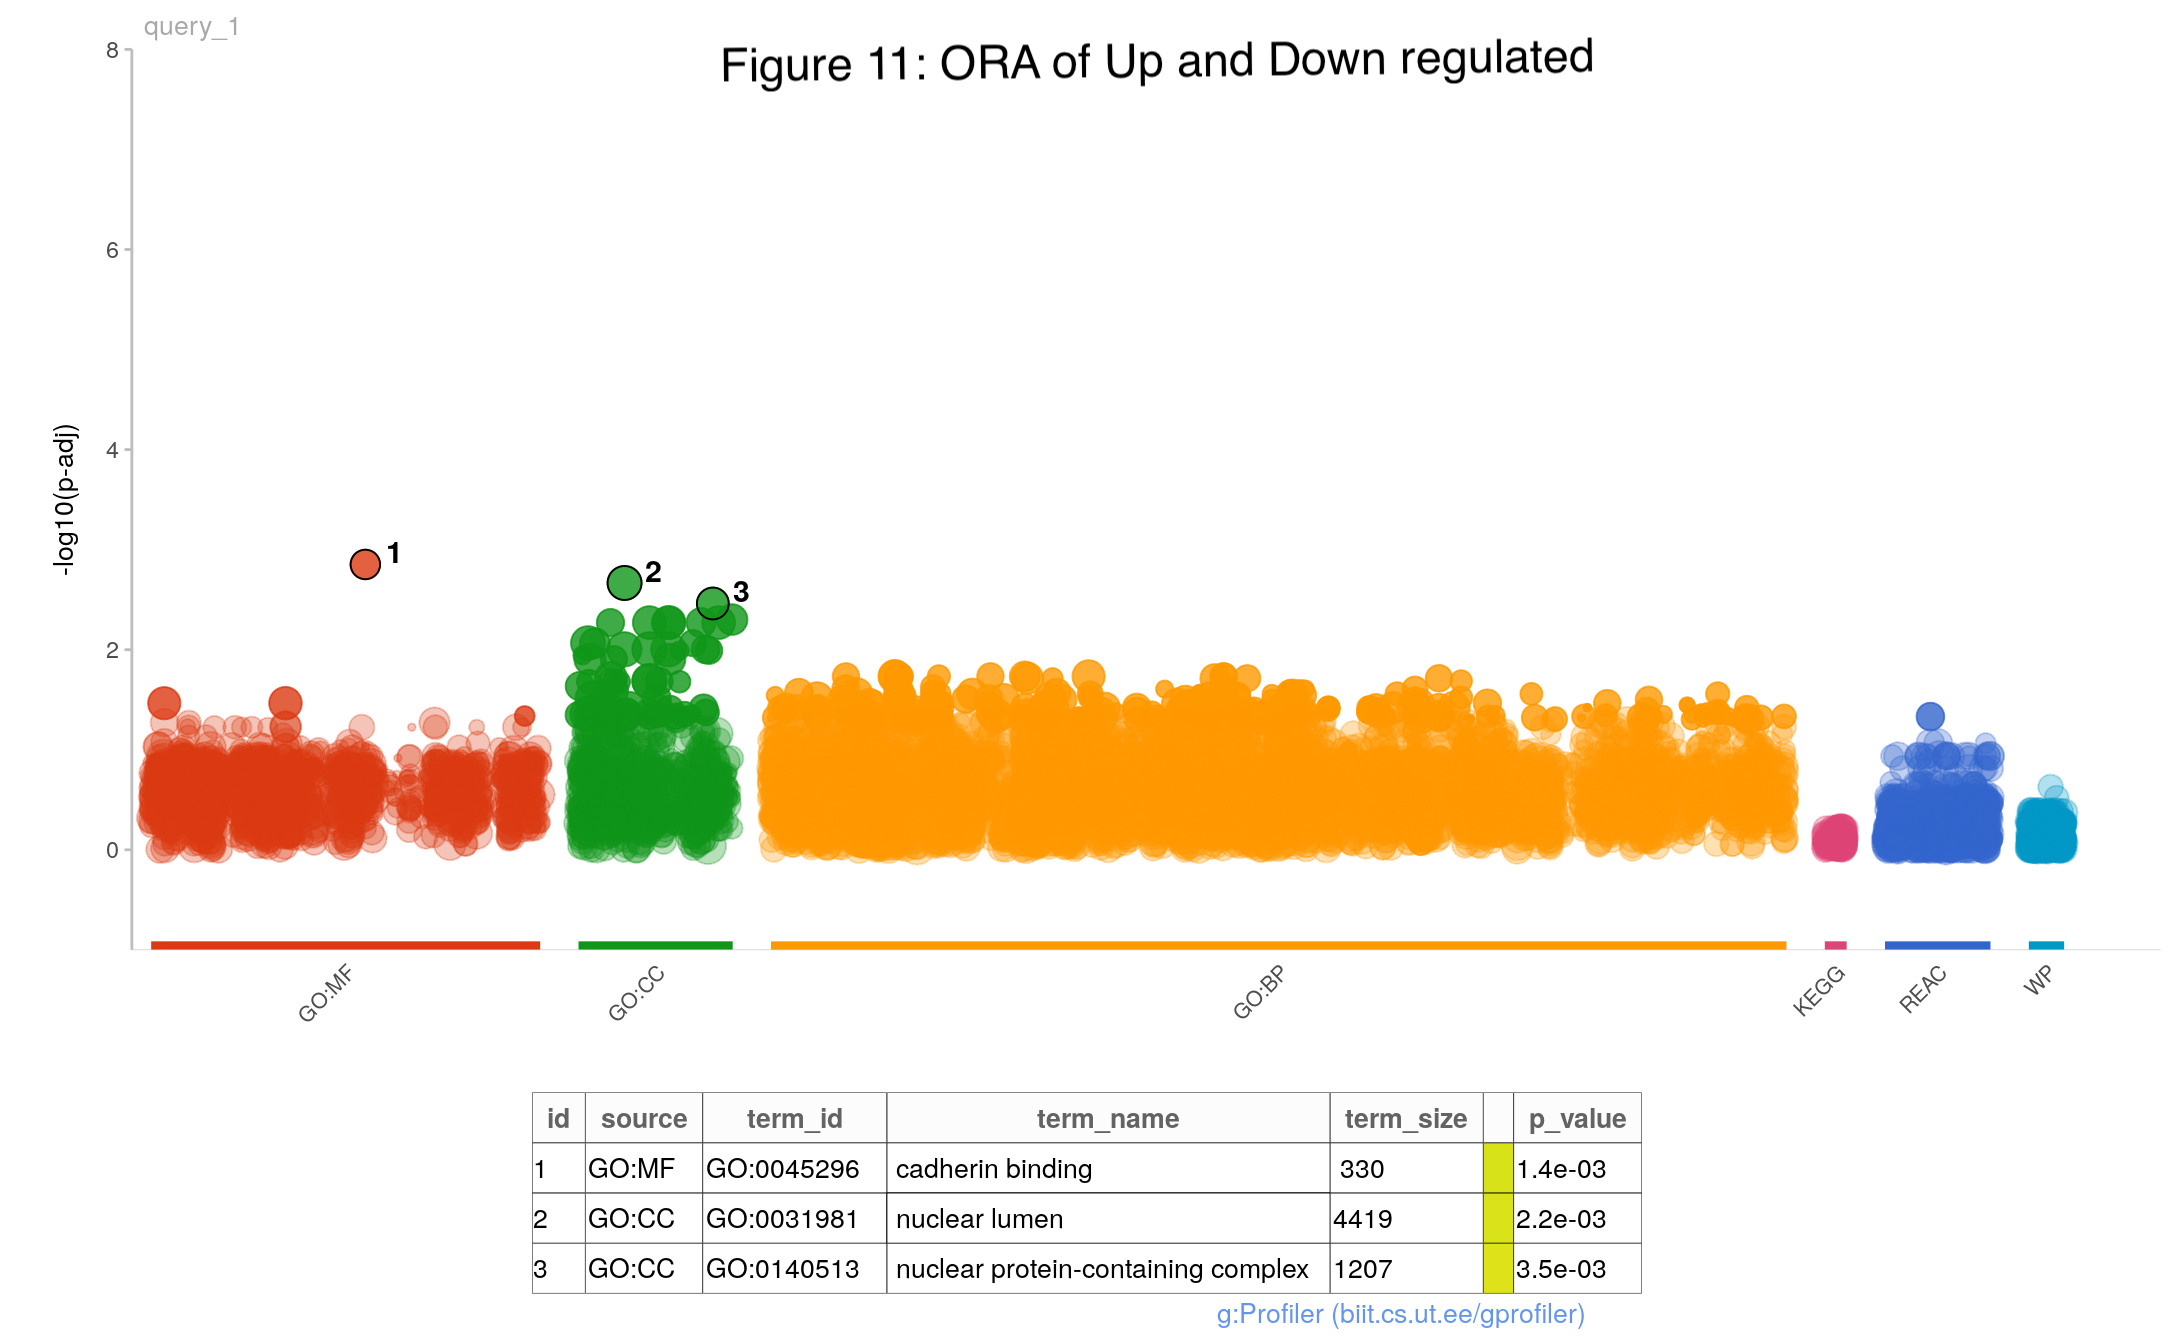 query_1
Figure 11: ORA of Up and Down regulated
8
6
4
2
0
-log10(p-adj)
1
2
3
GO:MF
GO:CC
GO:BP
KEGG
REAC
WP
id source term_id term_name term_size p_value
1 GO:MF GO:0045296 cadherin binding 330 1.4e-03
2 GO:CC GO:0031981 nuclear lumen 4419 2.2e-03
3 GO:CC GO:0140513 nuclear protein-containing complex 1207 3.5e-03
g:Profiler (biit.cs.ut.ee/gprofiler)